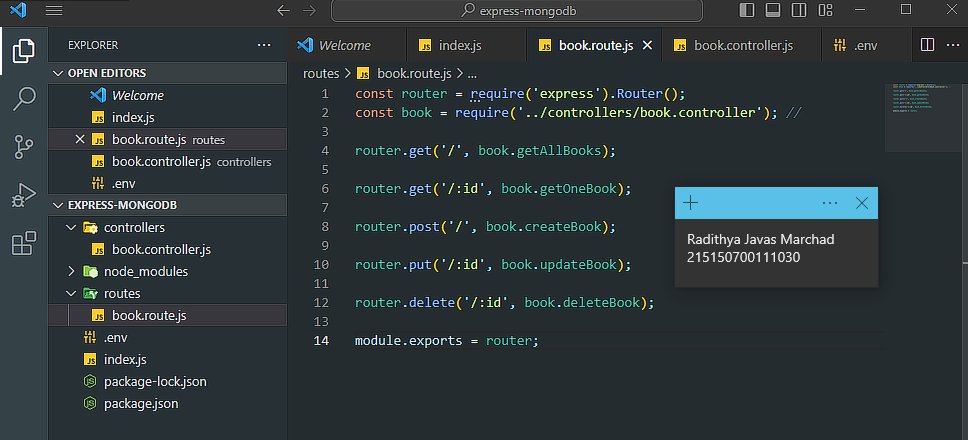 express-mongodb
EXPLORER
OPEN EDITORS
Welcome
index.js
book.route.js routes
book.controller.js controllers
.env
EXPRESS-MONGODB
controllers
book.controller.js
node_modules
routes
book.route.js
.env
index.js
package-lock.json
package.json
Welcome
index.js
book.route.js
book.controller.js
.env
routes > book.route.js > ...
1 const router = require('express').Router();
2 const book = require('../controllers/book.controller'); //
3
4 router.get('/', book.getAllBooks);
5
6 router.get('/:id', book.getOneBook);
7
8 router.post('/', book.createBook);
9
10 router.put('/:id', book.updateBook);
11
12 router.delete('/:id', book.deleteBook);
13
14 module.exports = router;
Radithya Javas Marchad
215150700111030